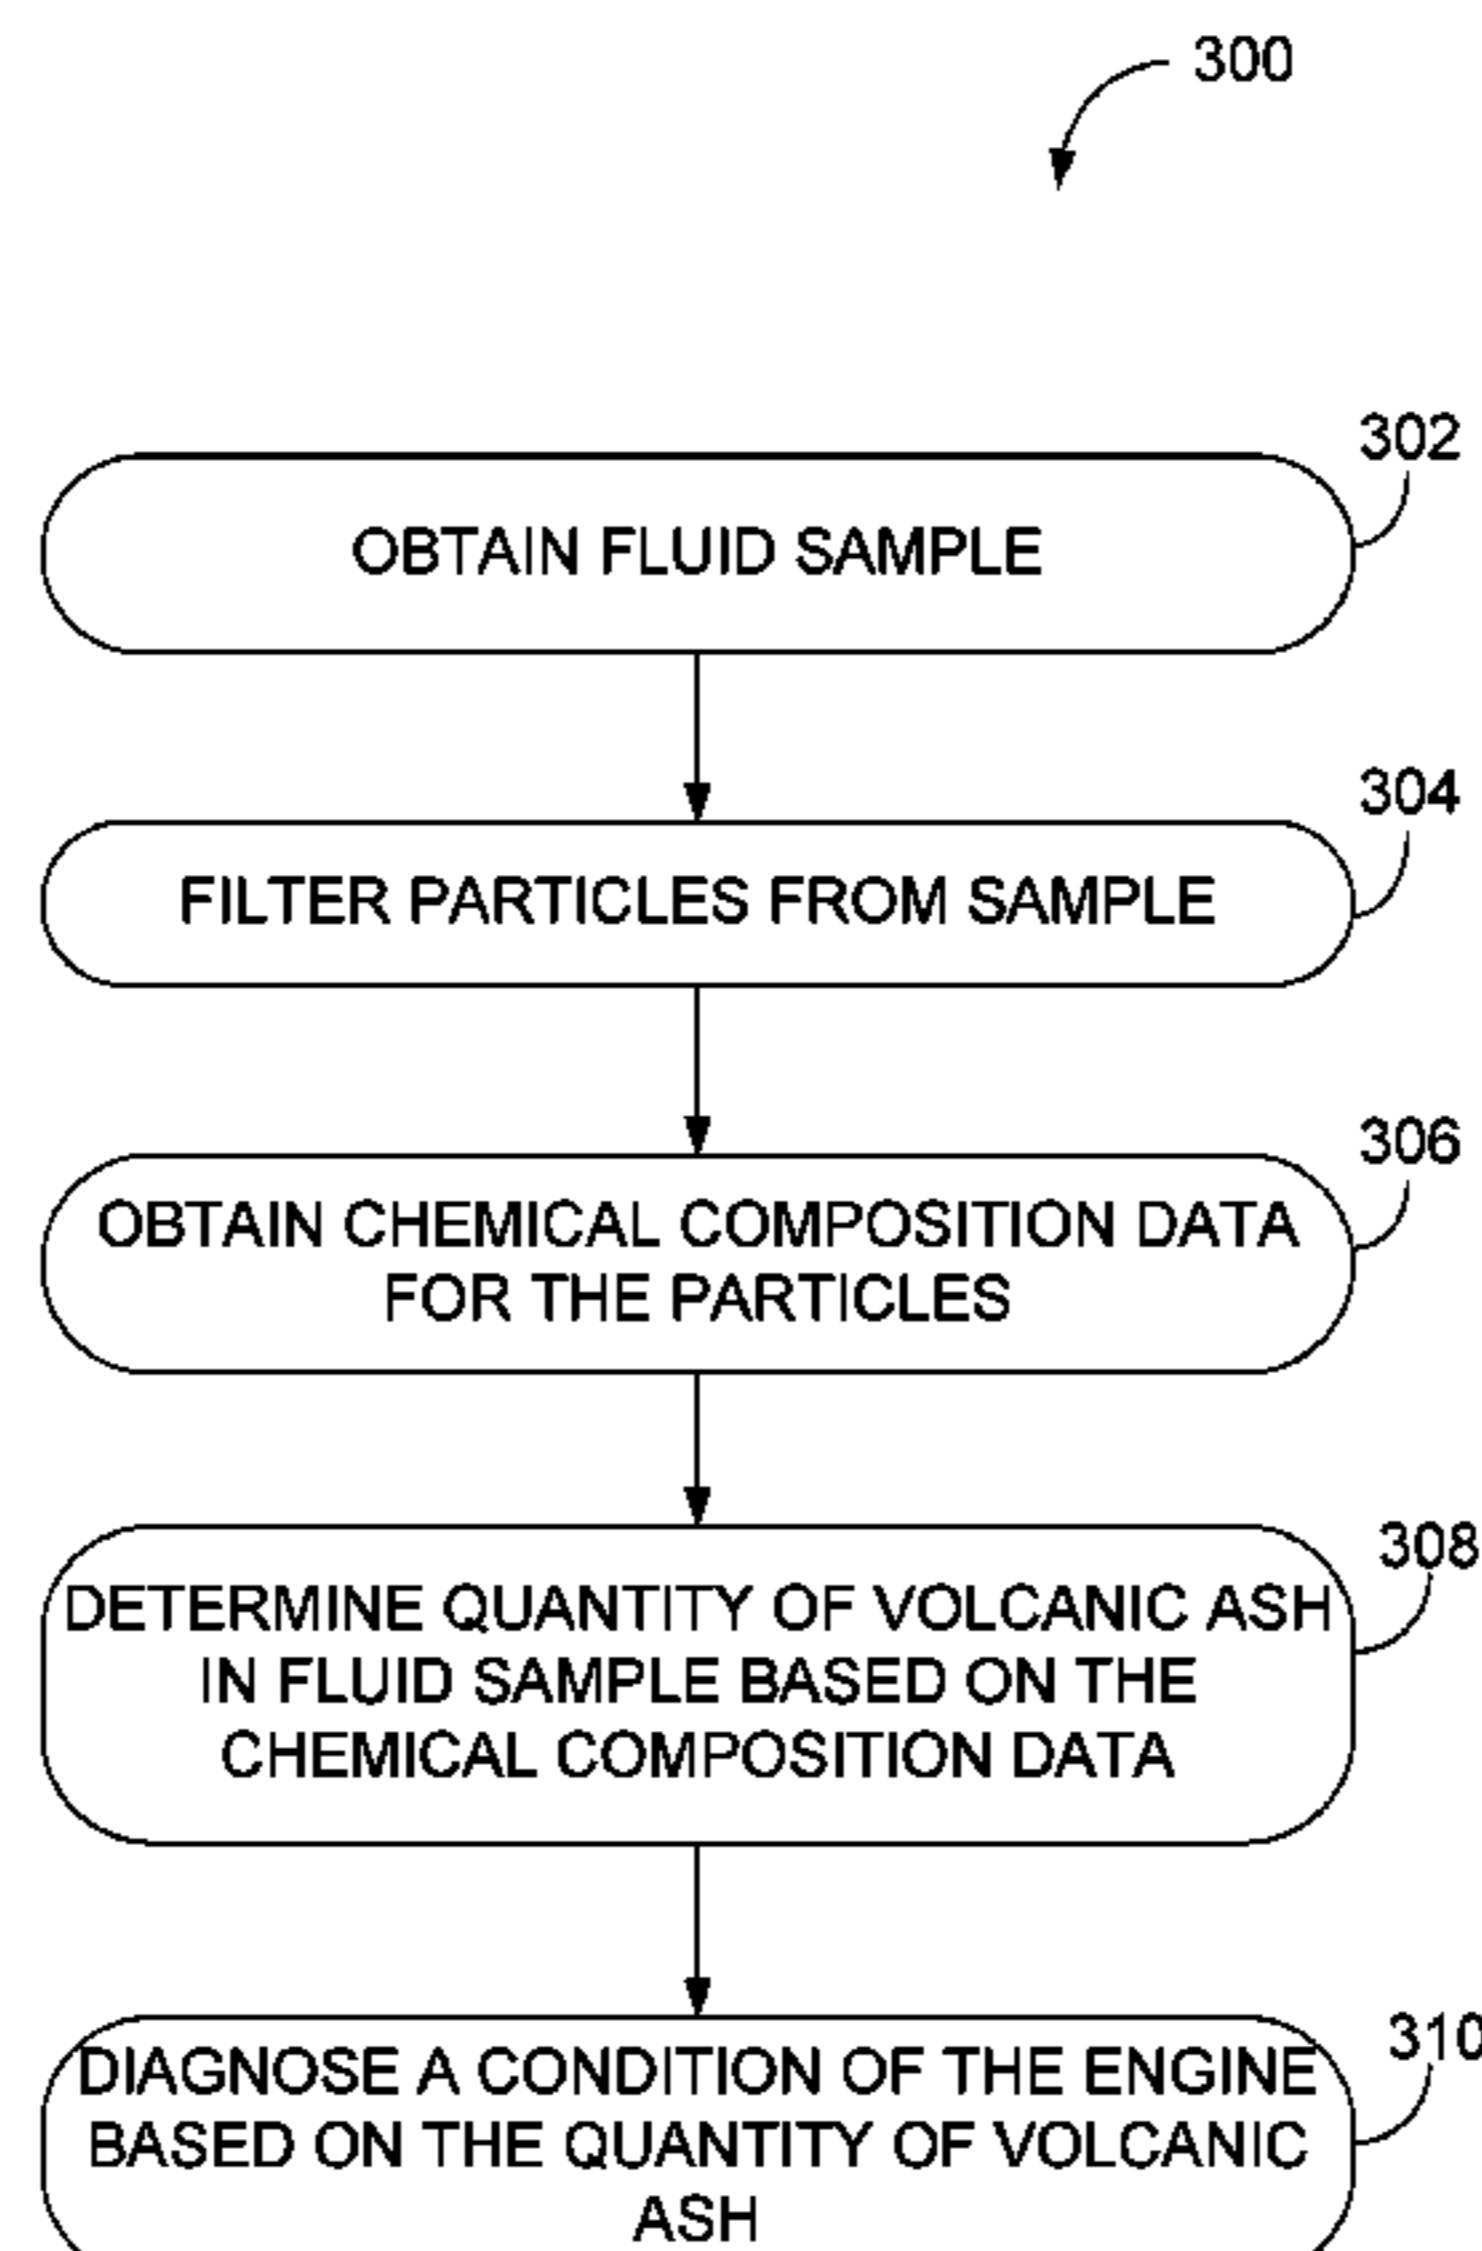 300
302
OBTAIN FLUID SAMPLE
304
FILTER PARTICLES FROM SAMPLE
306
OBTAIN CHEMICAL COMPOSITION DATA
FOR THE PARTICLES
308
DETERMINE QUANTITY OF VOLCANIC ASH
IN FLUID SAMPLE BASED ON THE
CHEMICAL COMPOSITION DATA
310
DIAGNOSE A CONDITION OF THE ENGINE
BASED ON THE QUANTITY OF VOLCANIC
ASH